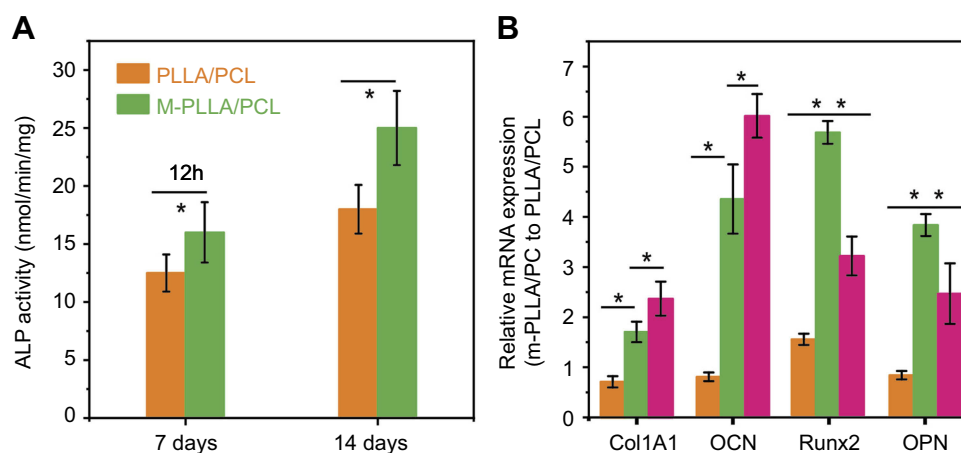 A
ALP activity (nmol/min/mg)
30
25
20
15
10
5
0
PLLA/PCL
M-PLLA/PCL
12h
*
*
7 days
14 days
B
Relative mRNA expression
(m-PLLA/PC to PLLA/PCL
7
6
5
4
3
2
1
0
*
*
*
*
* *
* *
Col1A1
OCN
Runx2
OPN